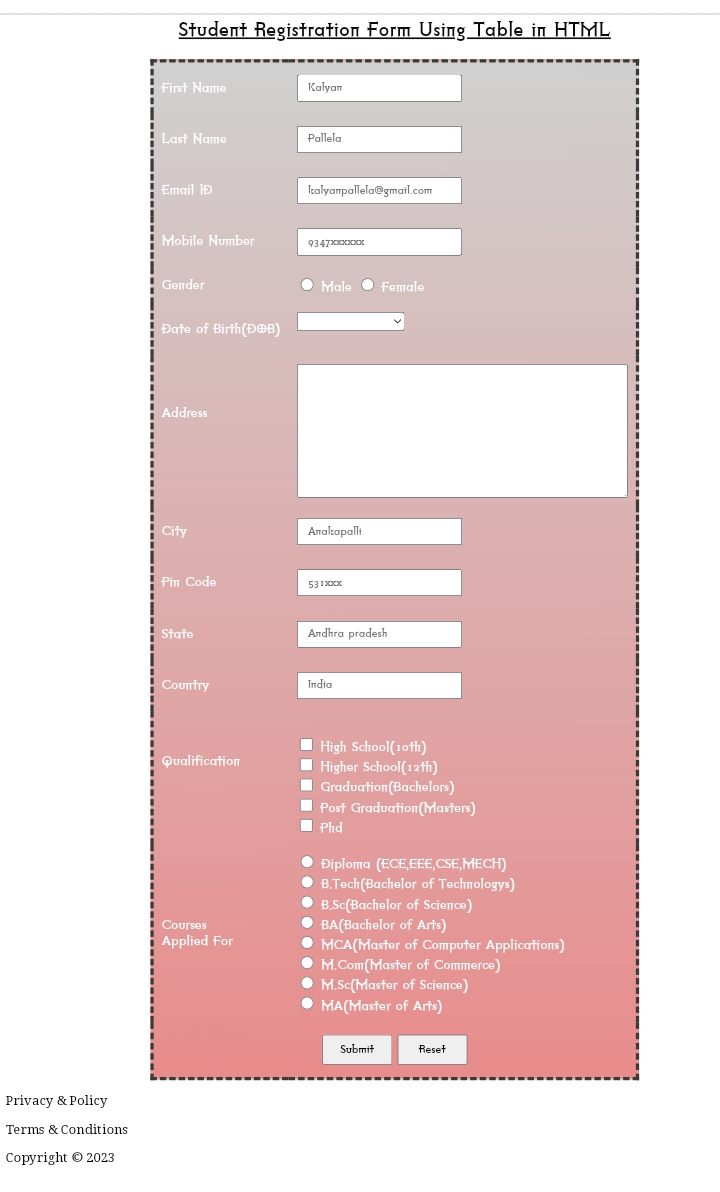 Student Registration Form Using Table in HTML
First Name Kalyan
Last Name Pallela
Email ID kalyanpallela@gmail.com
Mobile Number 9347xxxxxx
Gender Male Female
Date of Birth(DOB)
Address
City Anakapalli
Pin Code 531xxx
State Andhra pradesh
Country India
Qualification
High School(10th)
Higher School(12th)
Graduation(Bachelors)
Post Graduation(Masters)
Phd
Courses
Applied For
Diploma (ECE,EEE,CSE,MECH)
B.Tech(Bachelor of Technologys)
B.Sc(Bachelor of Science)
BA(Bachelor of Arts)
MCA(Master of Computer Applications)
M.Com(Master of Commerce)
M.Sc(Master of Science)
MA(Master of Arts)
Submit Reset
Privacy & Policy
Terms & Conditions
Copyright © 2023